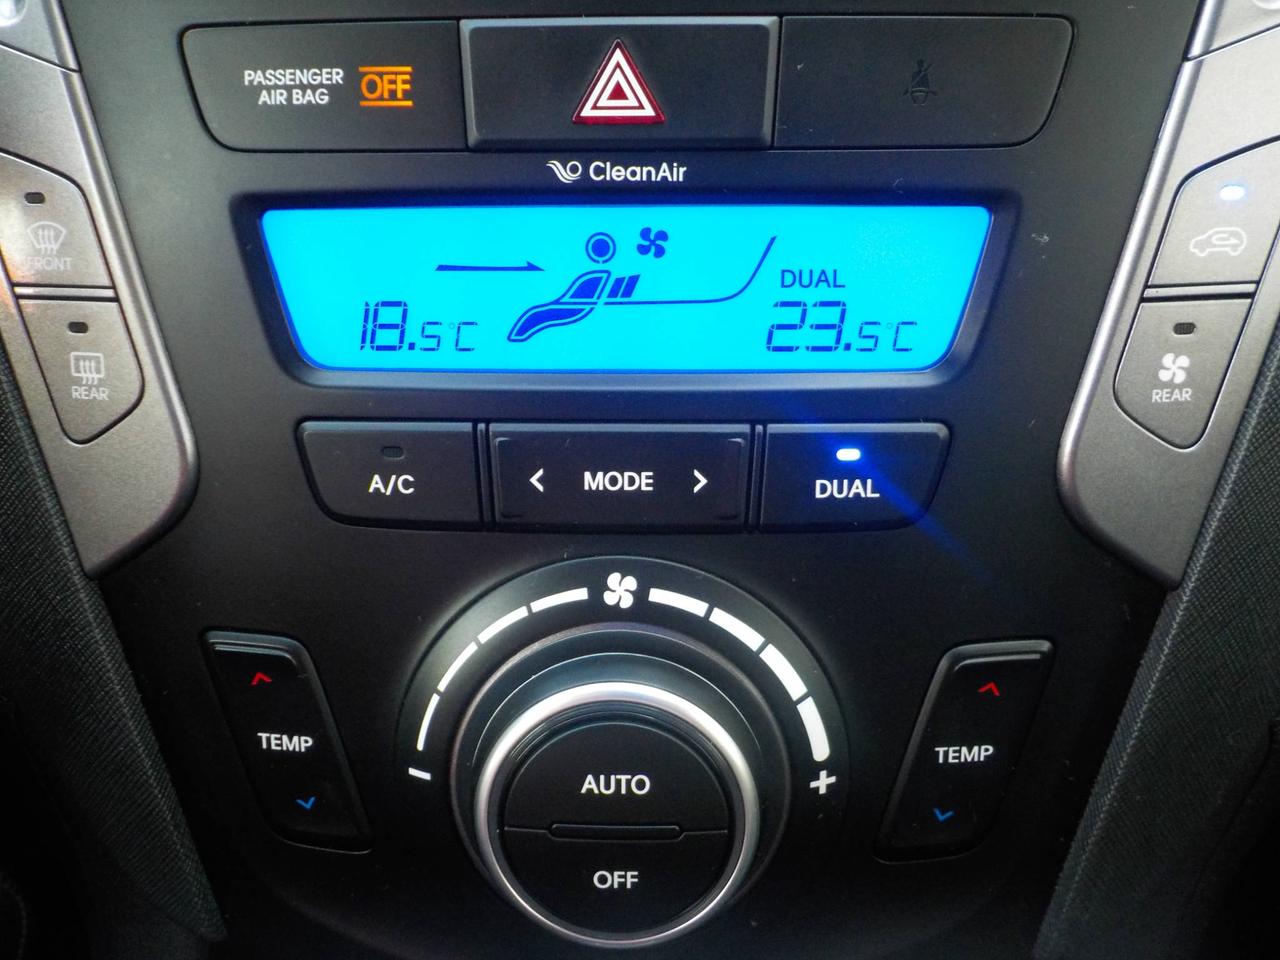 PASSENGER
AIR BAG OFF
CleanAir
FRONT
REAR
DUAL
18.5°C
23.5°C
REAR
A/C
< MODE >
DUAL
TEMP
- +
AUTO
OFF
TEMP